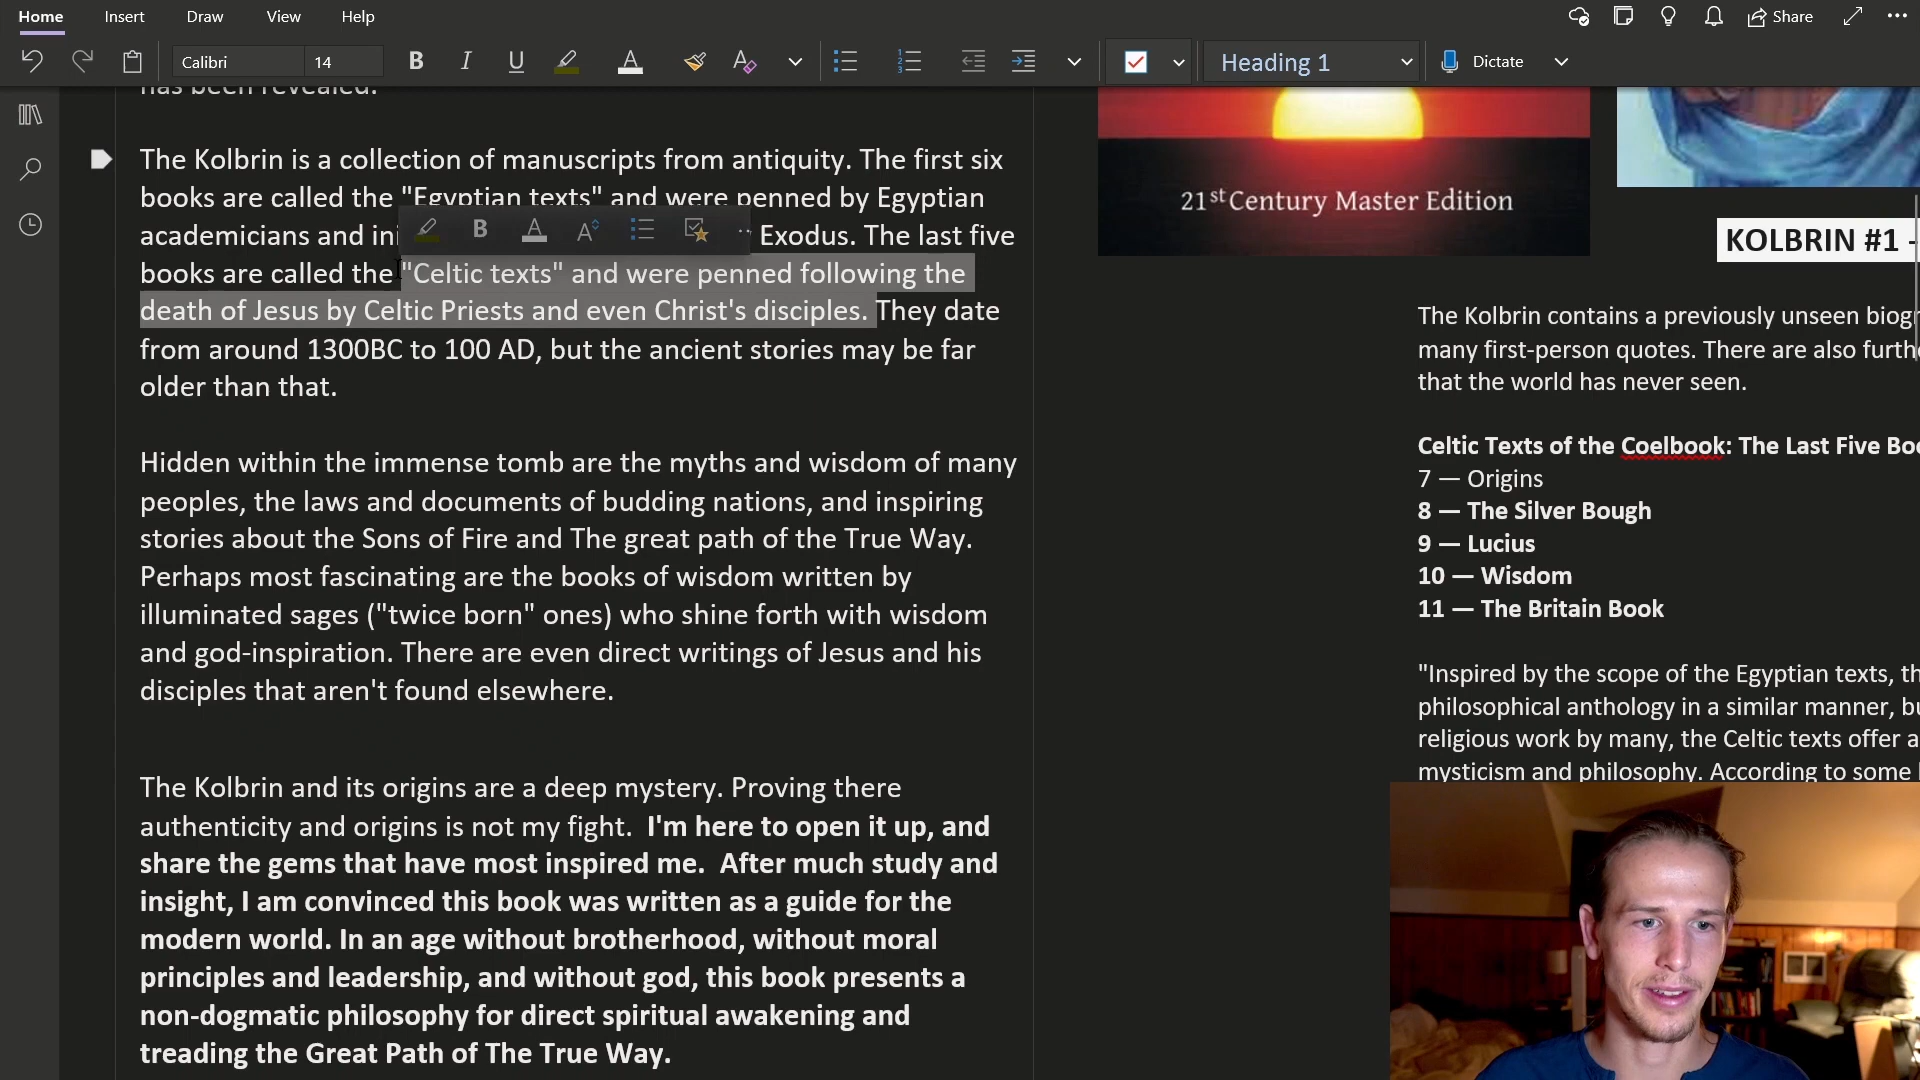 Home Insert Draw View Help
Share
Calibri 14 B I U A A Heading 1 Dictate
has been revealed.
The Kolbrin is a collection of manuscripts from antiquity. The first six
books are called the "Egyptian texts" and were penned by Egyptian
academicians and ini Exodus. The last five
books are called the "Celtic texts" and were penned following the
death of Jesus by Celtic Priests and even Christ's disciples. They date
from around 1300BC to 100 AD, but the ancient stories may be far
older than that.
Hidden within the immense tomb are the myths and wisdom of many
peoples, the laws and documents of budding nations, and inspiring
stories about the Sons of Fire and The great path of the True Way.
Perhaps most fascinating are the books of wisdom written by
illuminated sages ("twice born" ones) who shine forth with wisdom
and god-inspiration. There are even direct writings of Jesus and his
disciples that aren't found elsewhere.
The Kolbrin and its origins are a deep mystery. Proving there
authenticity and origins is not my fight. I'm here to open it up, and
share the gems that have most inspired me. After much study and
insight, I am convinced this book was written as a guide for the
modern world. In an age without brotherhood, without moral
principles and leadership, and without god, this book presents a
non-dogmatic philosophy for direct spiritual awakening and
treading the Great Path of The True Way.
B A A
21st Century Master Edition
KOLBRIN #1 -
The Kolbrin contains a previously unseen biog
many first-person quotes. There are also furth
that the world has never seen.
Celtic Texts of the Coelbook: The Last Five Boo
7 — Origins
8 — The Silver Bough
9 — Lucius
10 — Wisdom
11 — The Britain Book
"Inspired by the scope of the Egyptian texts, th
philosophical anthology in a similar manner, bu
religious work by many, the Celtic texts offer a
mysticism and philosophy. According to some